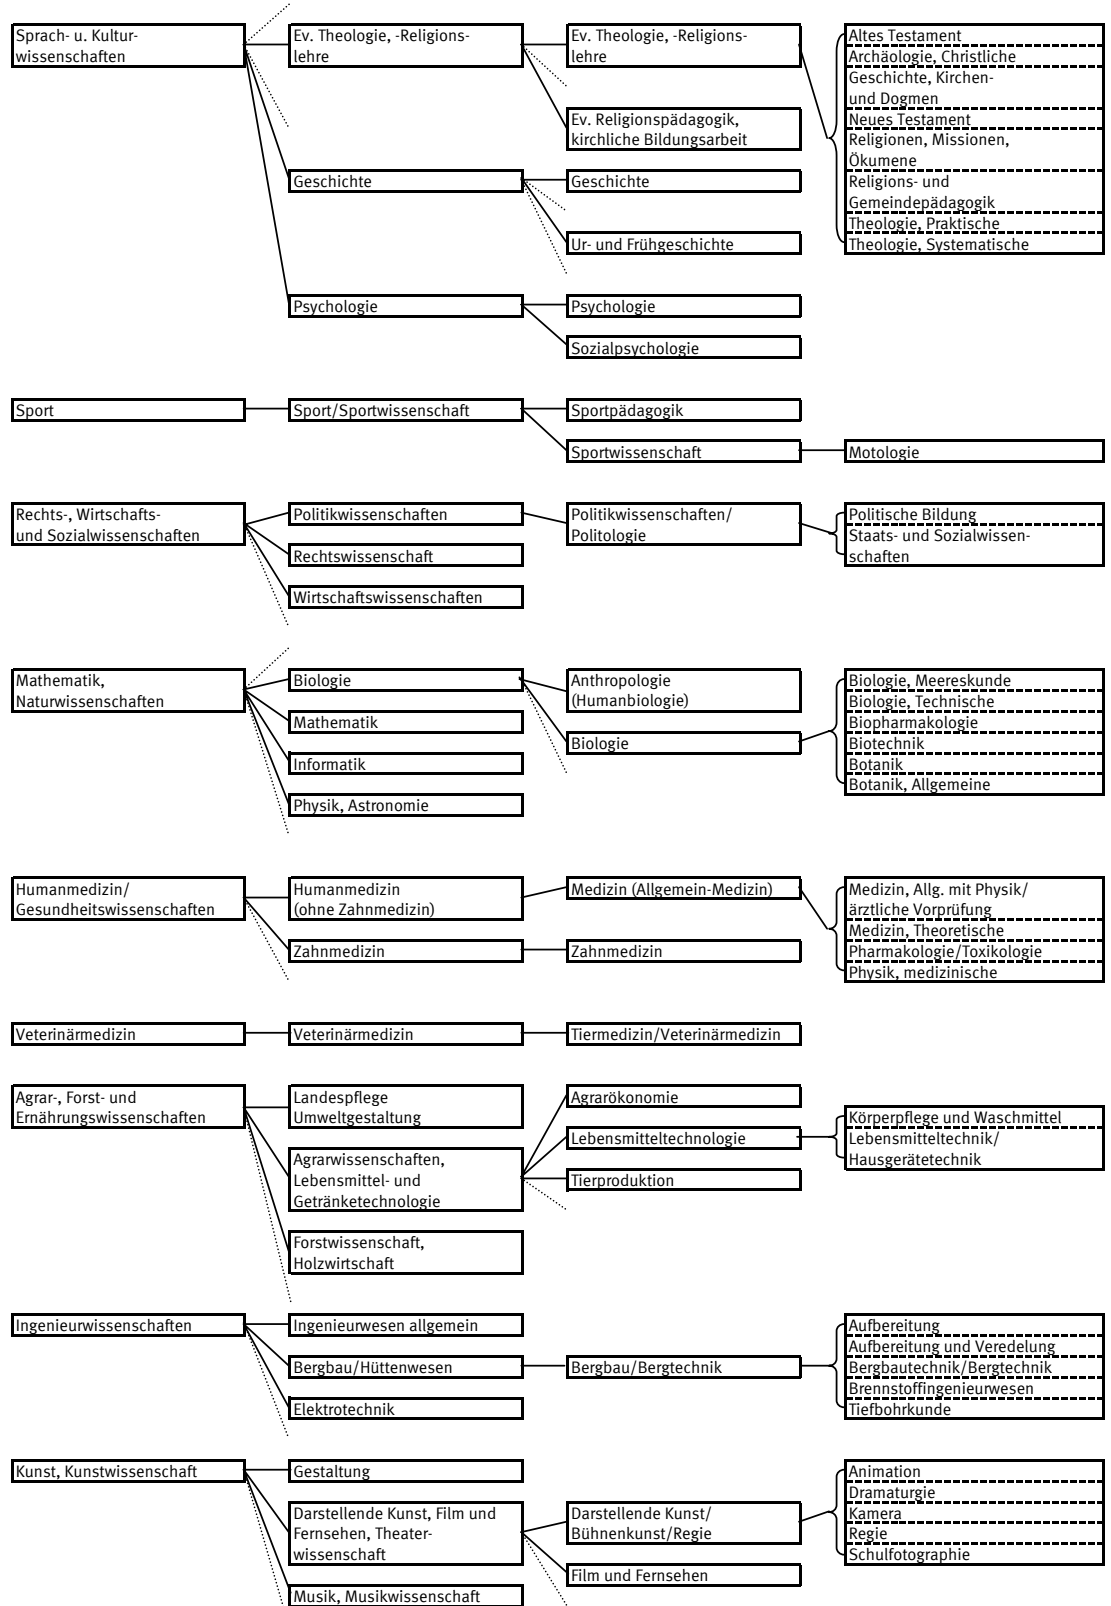 Sprach- u. Kultur-
wissenschaften
Ev. Theologie, -Religions-
lehre
Ev. Theologie, -Religions-
lehre
Altes Testament
Archäologie, Christliche
Geschichte, Kirchen-
und Dogmen
Neues Testament
Religionen, Missionen,
Ökumene
Religions- und
Gemeindepädagogik
Theologie, Praktische
Theologie, Systematische
Ev. Religionspädagogik,
kirchliche Bildungsarbeit
Geschichte
Geschichte
Ur- und Frühgeschichte
Psychologie
Psychologie
Sozialpsychologie
Sport
Sport/Sportwissenschaft
Sportpädagogik
Sportwissenschaft
Motologie
Rechts-, Wirtschafts-
und Sozialwissenschaften
Politikwissenschaften
Politikwissenschaften/
Politologie
Politische Bildung
Staats- und Sozialwissen-
schaften
Rechtswissenschaft
Wirtschaftswissenschaften
Mathematik,
Naturwissenschaften
Biologie
Anthropologie
(Humanbiologie)
Biologie, Meereskunde
Biologie, Technische
Biopharmakologie
Biotechnik
Botanik
Botanik, Allgemeine
Mathematik
Biologie
Informatik
Physik, Astronomie
Humanmedizin/
Gesundheitswissenschaften
Humanmedizin
(ohne Zahnmedizin)
Medizin (Allgemein-Medizin)
Medizin, Allg. mit Physik/
ärztliche Vorprüfung
Medizin, Theoretische
Pharmakologie/Toxikologie
Physik, medizinische
Zahnmedizin
Zahnmedizin
Veterinärmedizin
Veterinärmedizin
Tiermedizin/Veterinärmedizin
Agrar-, Forst- und
Ernährungswissenschaften
Landespflege
Umweltgestaltung
Agrarökonomie
Lebensmitteltechnologie
Körperpflege und Waschmittel
Lebensmitteltechnik/
Hausgerätetechnik
Agrarwissenschaften,
Lebensmittel- und
Getränketechnologie
Tierproduktion
Forstwissenschaft,
Holzwirtschaft
Ingenieurwissenschaften
Ingenieurwesen allgemein
Aufbereitung
Aufbereitung und Veredelung
Bergbautechnik/Bergtechnik
Brennstoffingenieurwesen
Tiefbohrkunde
Bergbau/Hüttenwesen
Bergbau/Bergtechnik
Elektrotechnik
Kunst, Kunstwissenschaft
Gestaltung
Animation
Dramaturgie
Kamera
Regie
Schulfotographie
Darstellende Kunst, Film und
Fernsehen, Theater-
wissenschaft
Darstellende Kunst/
Bühnenkunst/Regie
Film und Fernsehen
Musik, Musikwissenschaft